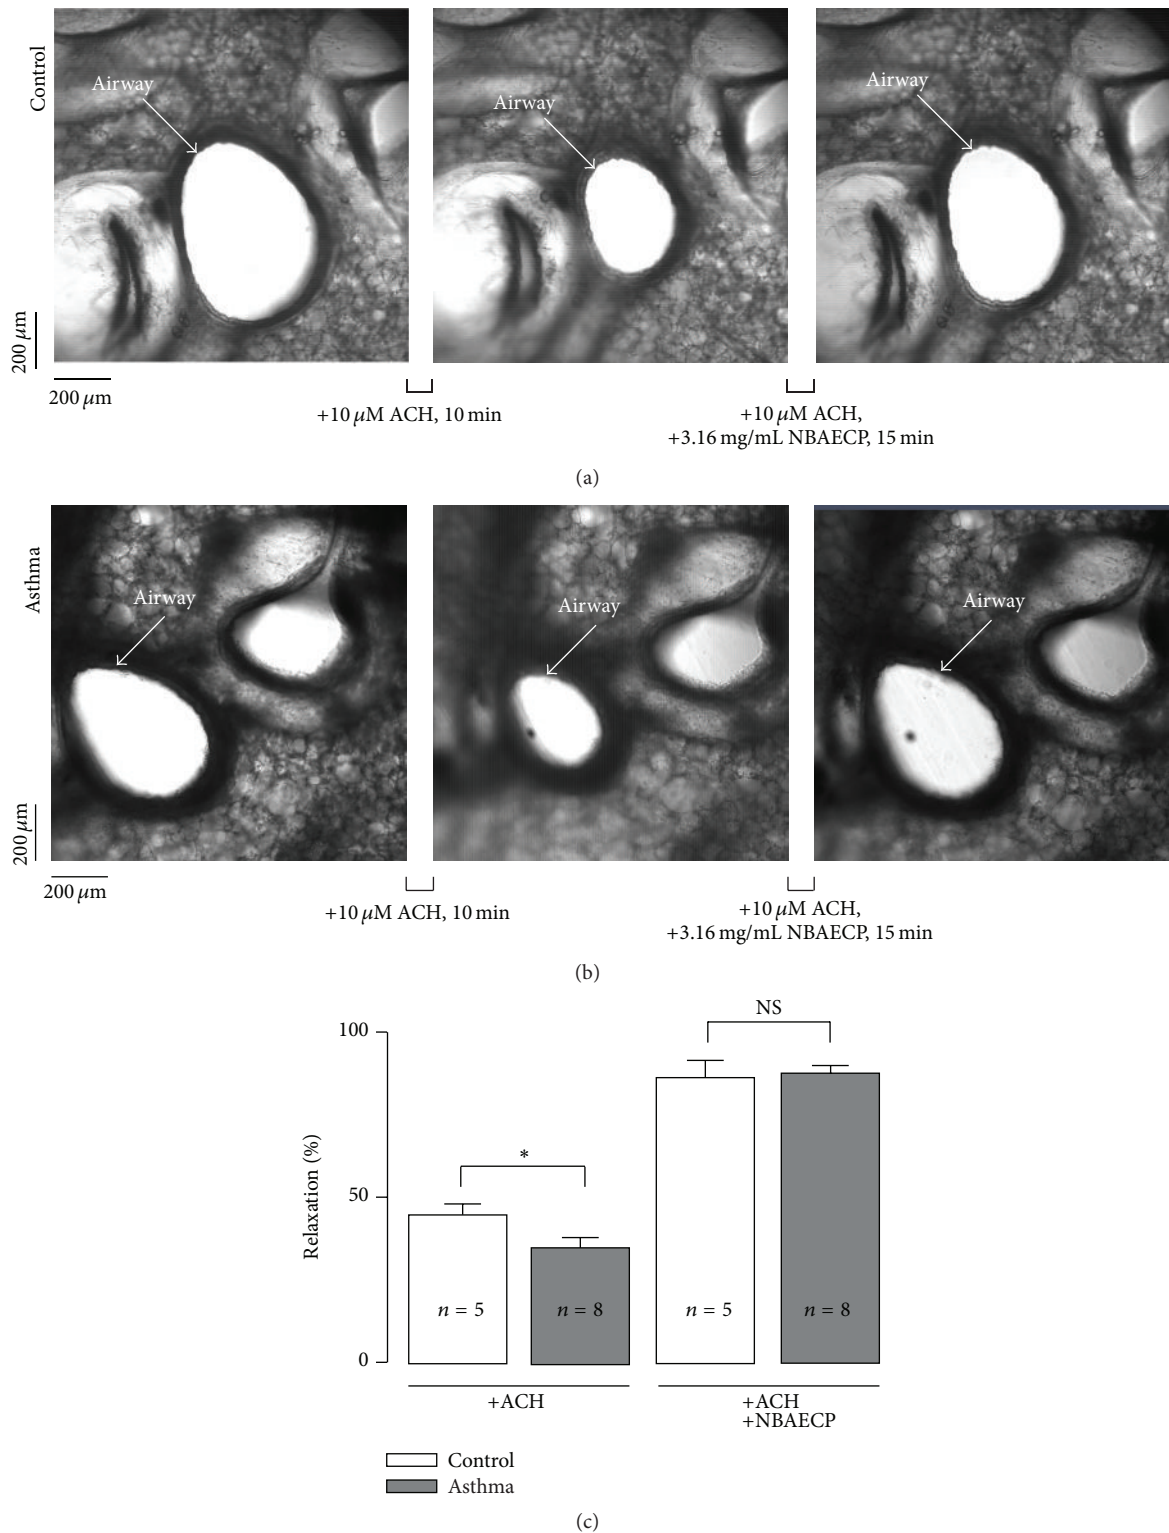 Control
Airway
Airway
Airway
200 µm
200 µm
+10 µM ACH, 10 min
+10 µM ACH,
+3.16 mg/mL NBAECP, 15 min
(a)
Asthma
Airway
Airway
Airway
200 µm
200 µm
+10 µM ACH, 10 min
+10 µM ACH,
+3.16 mg/mL NBAECP, 15 min
(b)
NS
100
*
50
Relaxation (%)
n = 5
n = 8
n = 5
n = 8
0
+ACH
+ACH
+NBAECP
Control
Asthma
(c)